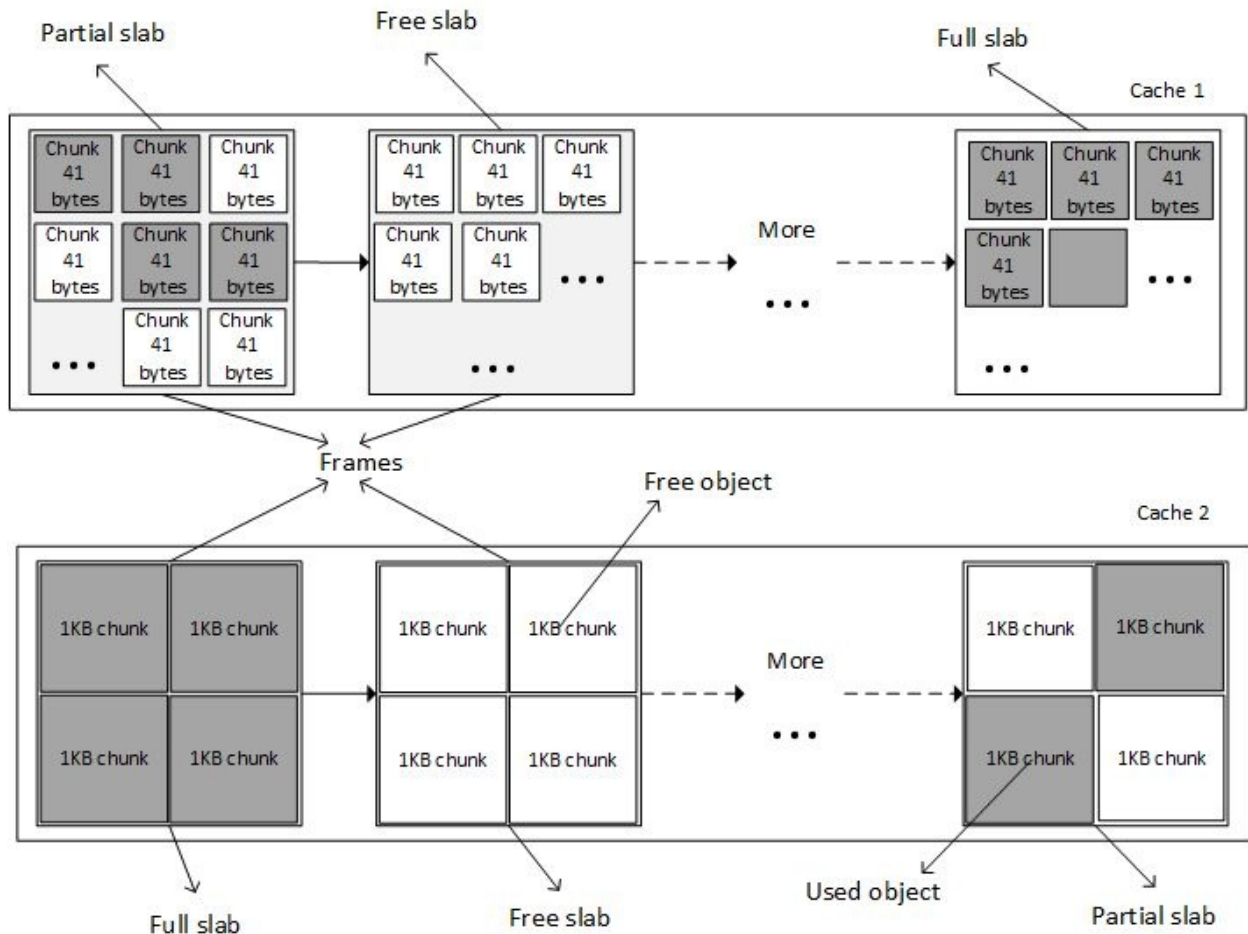 Partial slab
Free slab
Full slab
Cache 1
Chunk
41
bytes
Chunk
41
bytes
Chunk
41
bytes
Chunk
41
bytes
Chunk
41
bytes
Chunk
41
bytes
...
Chunk
41
bytes
Chunk
41
bytes
Chunk
41
bytes
Chunk
41
bytes
Chunk
41
bytes
Chunk
41
bytes
Chunk
41
bytes
...
...
More
...
Chunk
41
bytes
Chunk
41
bytes
Chunk
41
bytes
Chunk
41
bytes
...
...
Frames
Free object
Cache 2
1KB chunk
1KB chunk
1KB chunk
1KB chunk
1KB chunk
1KB chunk
1KB chunk
1KB chunk
More
...
1KB chunk
1KB chunk
1KB chunk
1KB chunk
Full slab
Free slab
Used object
Partial slab